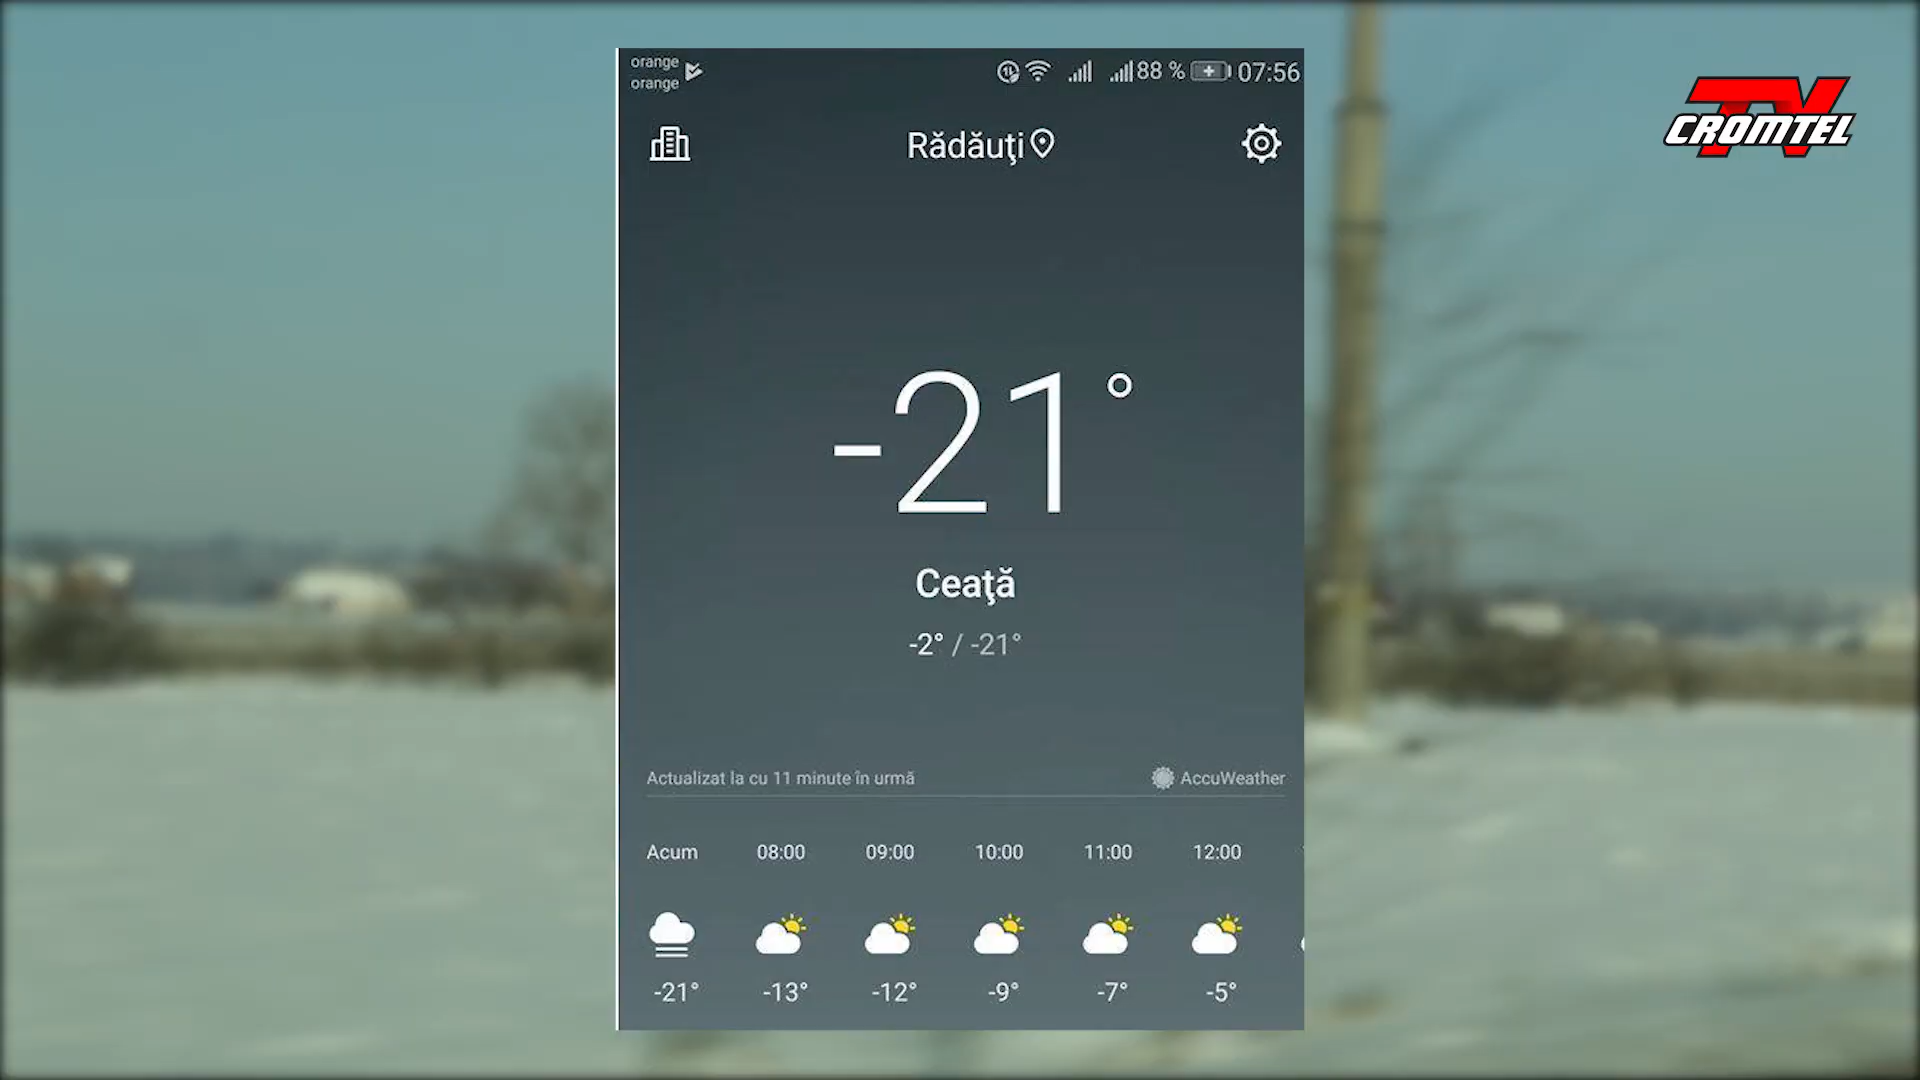 orange
orange
88 %
07:56
TV
CROMTEL
Rădăuţi
-21°
Ceaţă
-2° / -21°
Actualizat la cu 11 minute în urmă
AccuWeather
Acum 08:00 09:00 10:00 11:00 12:00
-21° -13° -12° -9° -7° -5°